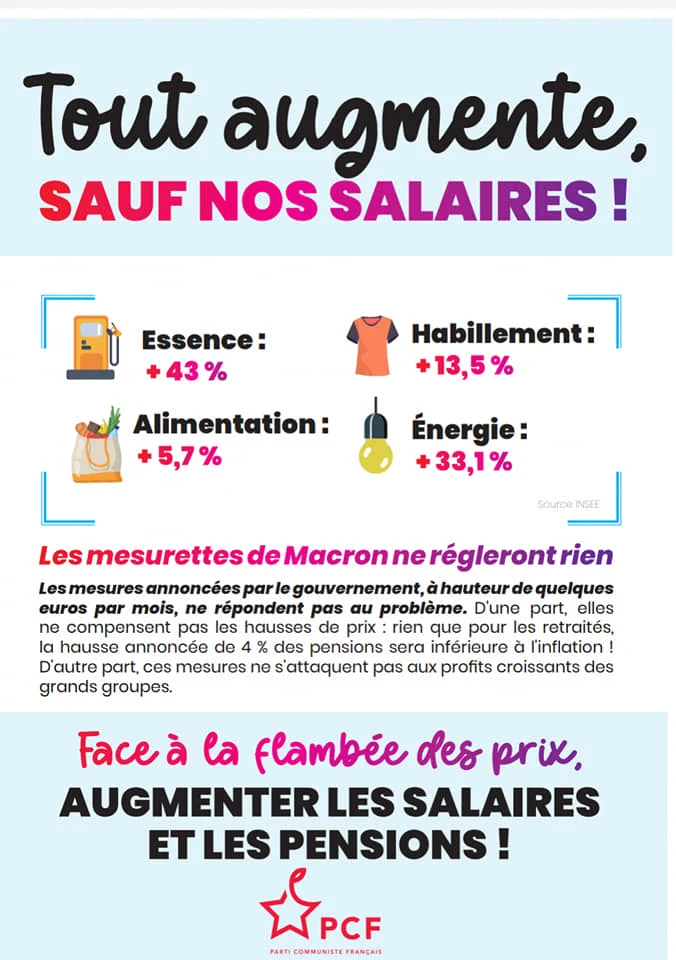 Tout augmente,
SAUF NOS SALAIRES !
Essence :
+ 43 %
Habillement :
+ 13,5 %
Alimentation :
+ 5,7 %
Énergie :
+ 33,1 %
Source INSEE
Les mesurettes de Macron ne régleront rien
Les mesures annoncées par le gouvernement, à hauteur de quelques
euros par mois, ne répondent pas au problème. D'une part, elles
ne compensent pas les hausses de prix : rien que pour les retraités,
la hausse annoncée de 4 % des pensions sera inférieure à l'inflation !
D'autre part, ces mesures ne s'attaquent pas aux profits croissants des
grands groupes.
Face à la flambée des prix,
AUGMENTER LES SALAIRES
ET LES PENSIONS !
PCF
PARTI COMMUNISTE FRANÇAIS